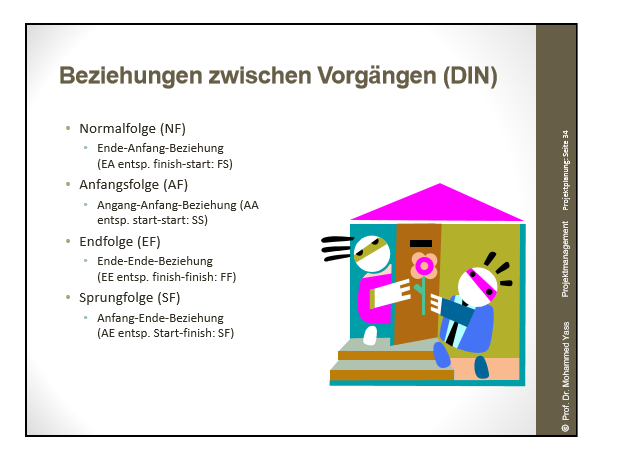 Beziehungen zwischen Vorgängen (DIN)
• Normalfolge (NF)
• Ende-Anfang-Beziehung
(EA entsp. finish-start: FS)
• Anfangsfolge (AF)
• Angang-Anfang-Beziehung (AA
entsp. start-start: SS)
• Endfolge (EF)
• Ende-Ende-Beziehung
(EE entsp. finish-finish: FF)
• Sprungfolge (SF)
• Anfang-Ende-Beziehung
(AE entsp. Start-finish: SF)
© Prof. Dr. Mohammed Yass Projektmanagement Projektplanung: Seite 34